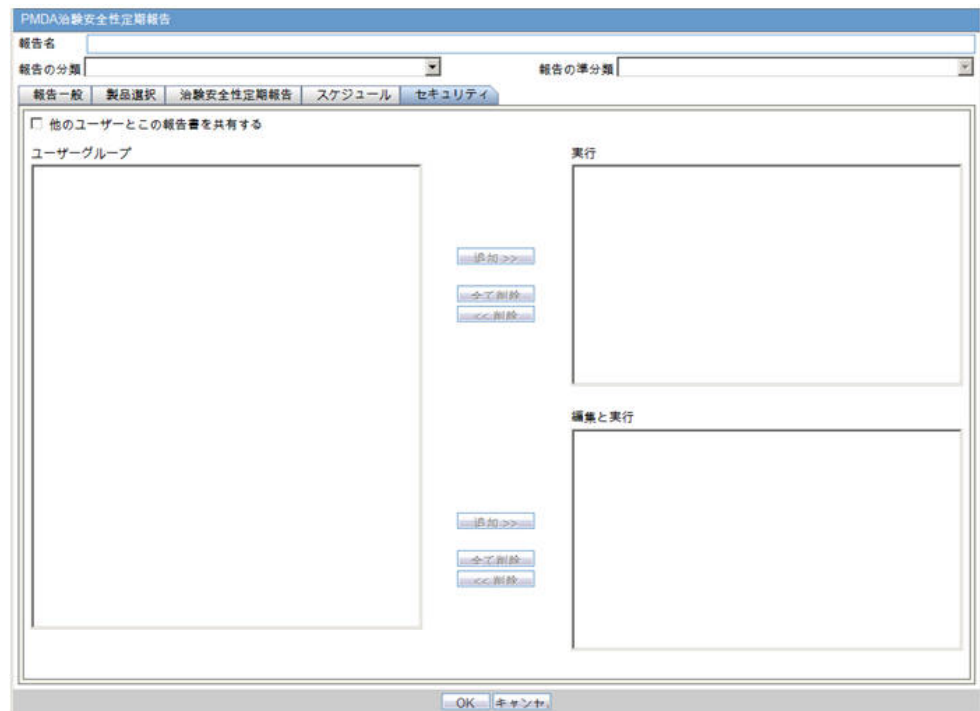 PMDA治験安全性定期報告
報告名
報告の分類 報告の準分類
報告一般 製品選択 治験安全性定期報告 スケジュール セキュリティ
他のユーザーとこの報告書を共有する
ユーザーグループ 実行
追加 >>
全て削除
<< 削除
編集と実行
追加 >>
全て削除
<< 削除
OK キャンセ